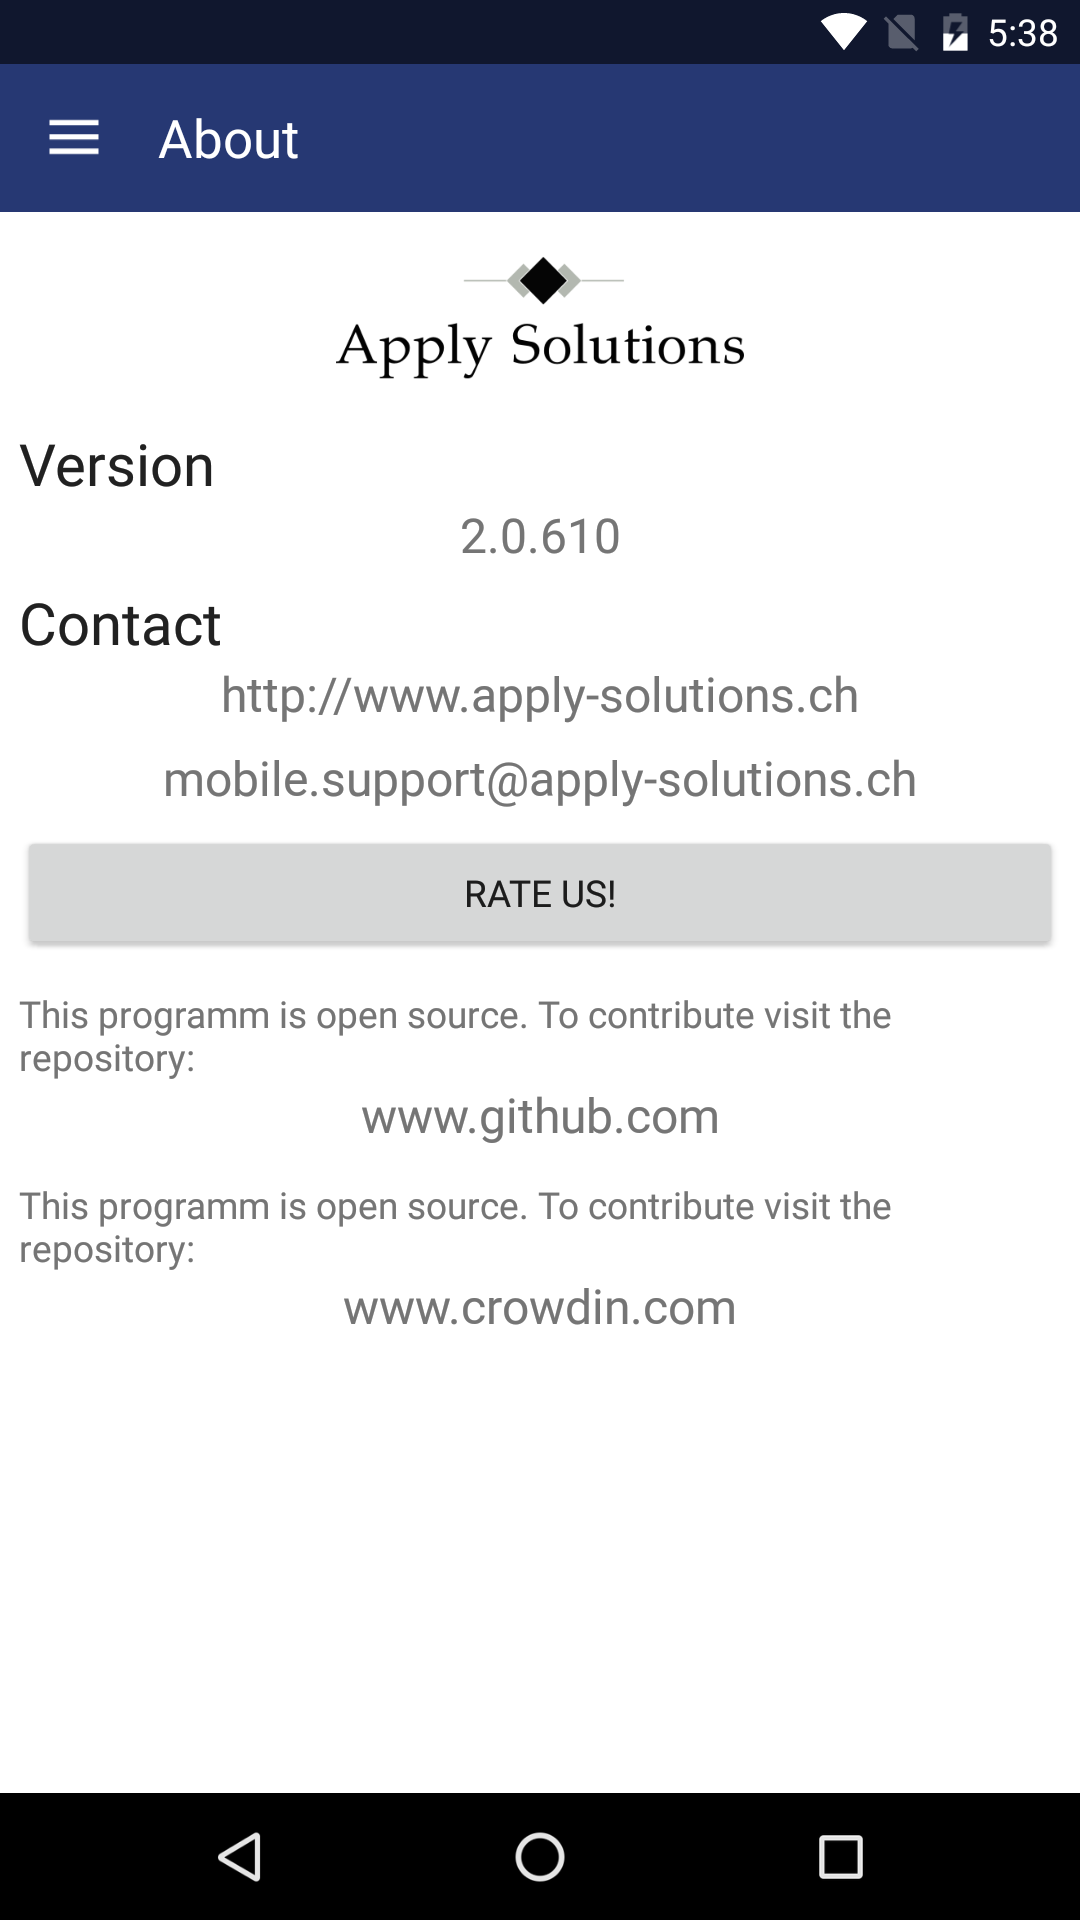 5:38
About
Apply Solutions
Version
2.0.610
Contact
http://www.apply-solutions.ch
mobile.support@apply-solutions.ch
RATE US!
This programm is open source. To contribute visit the
repository:
www.github.com
This programm is open source. To contribute visit the
repository:
www.crowdin.com